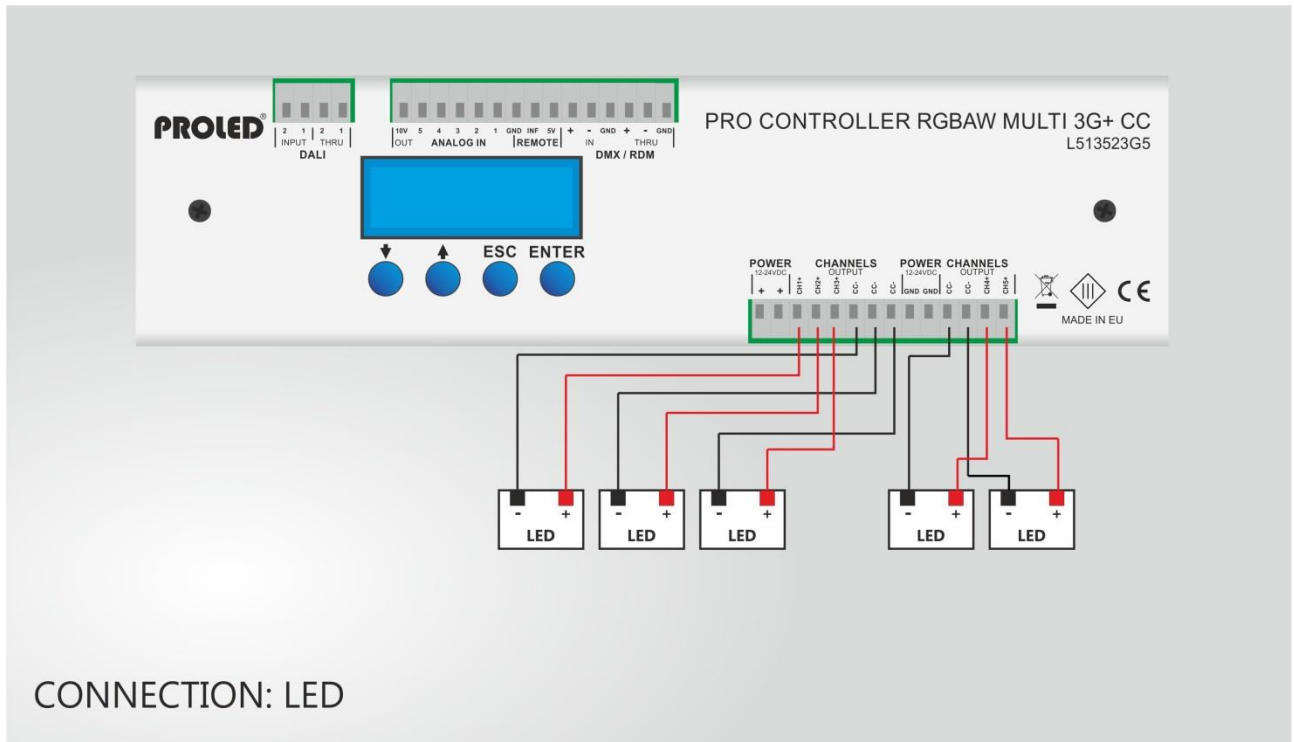 PROLED®
2 1 2 1
INPUT THRU
DALI
10V 5 4 3 2 1 GND INF 5V + - GND + - GND
OUT ANALOG IN REMOTE IN THRU
DMX / RDM
PRO CONTROLLER RGBAW MULTI 3G+ CC
L513523G5
ESC ENTER
POWER CHANNELS POWER CHANNELS
12-24VDC OUTPUT 12-24VDC OUTPUT
+ + CH1+ CH2+ CH3+ CC- CC- CC- GND GND CC- CC- CH4+ CH5+
III CE
MADE IN EU
- + - + - + - + - +
LED LED LED LED LED
CONNECTION: LED